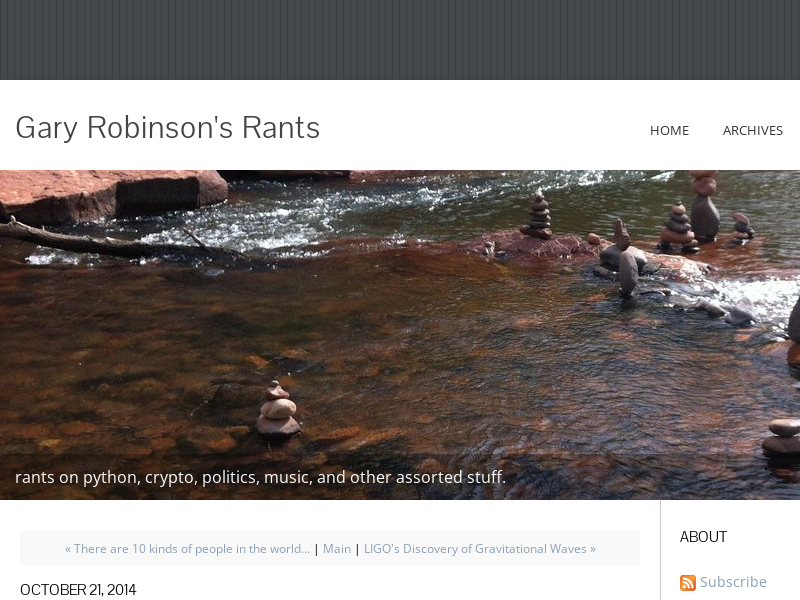 Gary Robinson's Rants
HOME
ARCHIVES
rants on python, crypto, politics, music, and other assorted stuff.
« There are 10 kinds of people in the world... | Main | LIGO's Discovery of Gravitational Waves »
OCTOBER 21, 2014
ABOUT
Subscribe